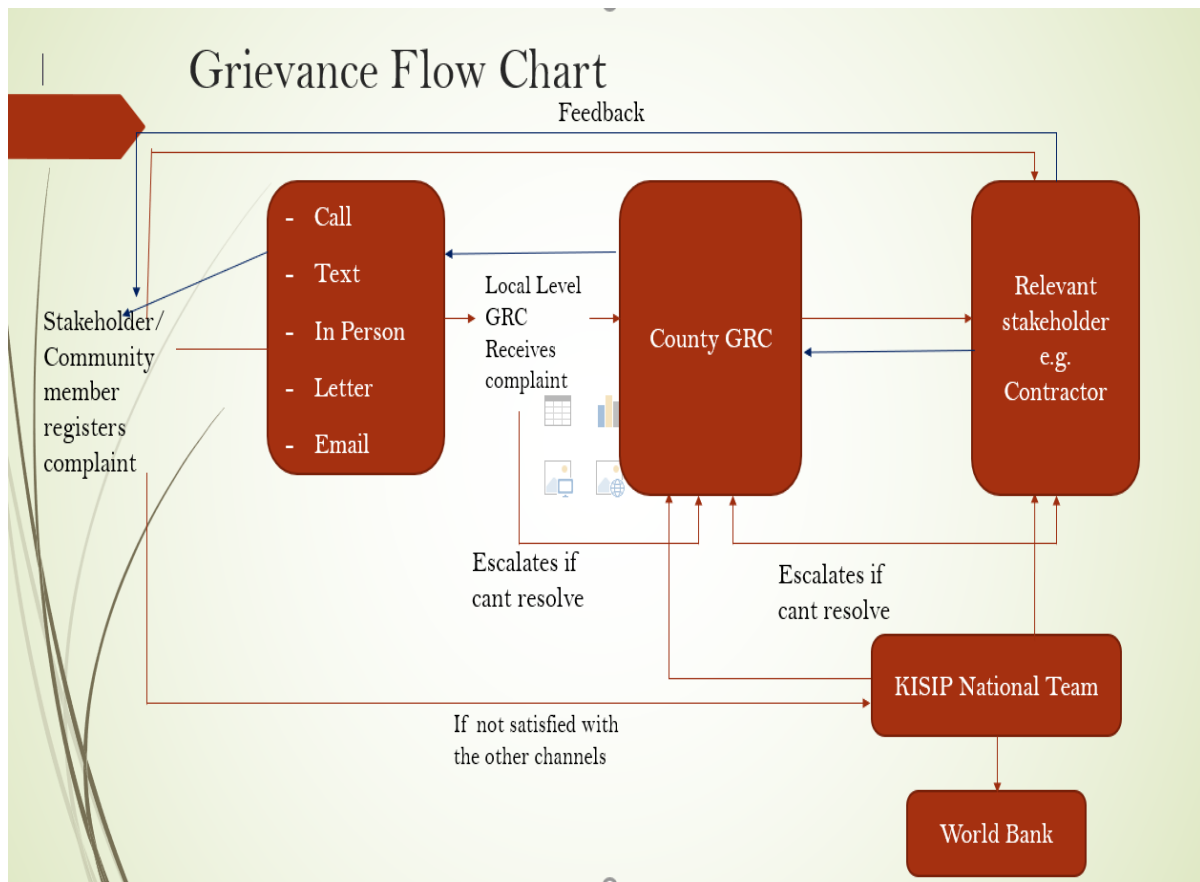 Grievance Flow Chart
Feedback
Stakeholder/
Community
member
registers
complaint
- Call
- Text
- In Person
- Letter
- Email
Local Level
GRC
Receives
complaint
County GRC
Relevant
stakeholder
e.g.
Contractor
Escalates if
cant resolve
Escalates if
cant resolve
KISIP National Team
If not satisfied with
the other channels
World Bank